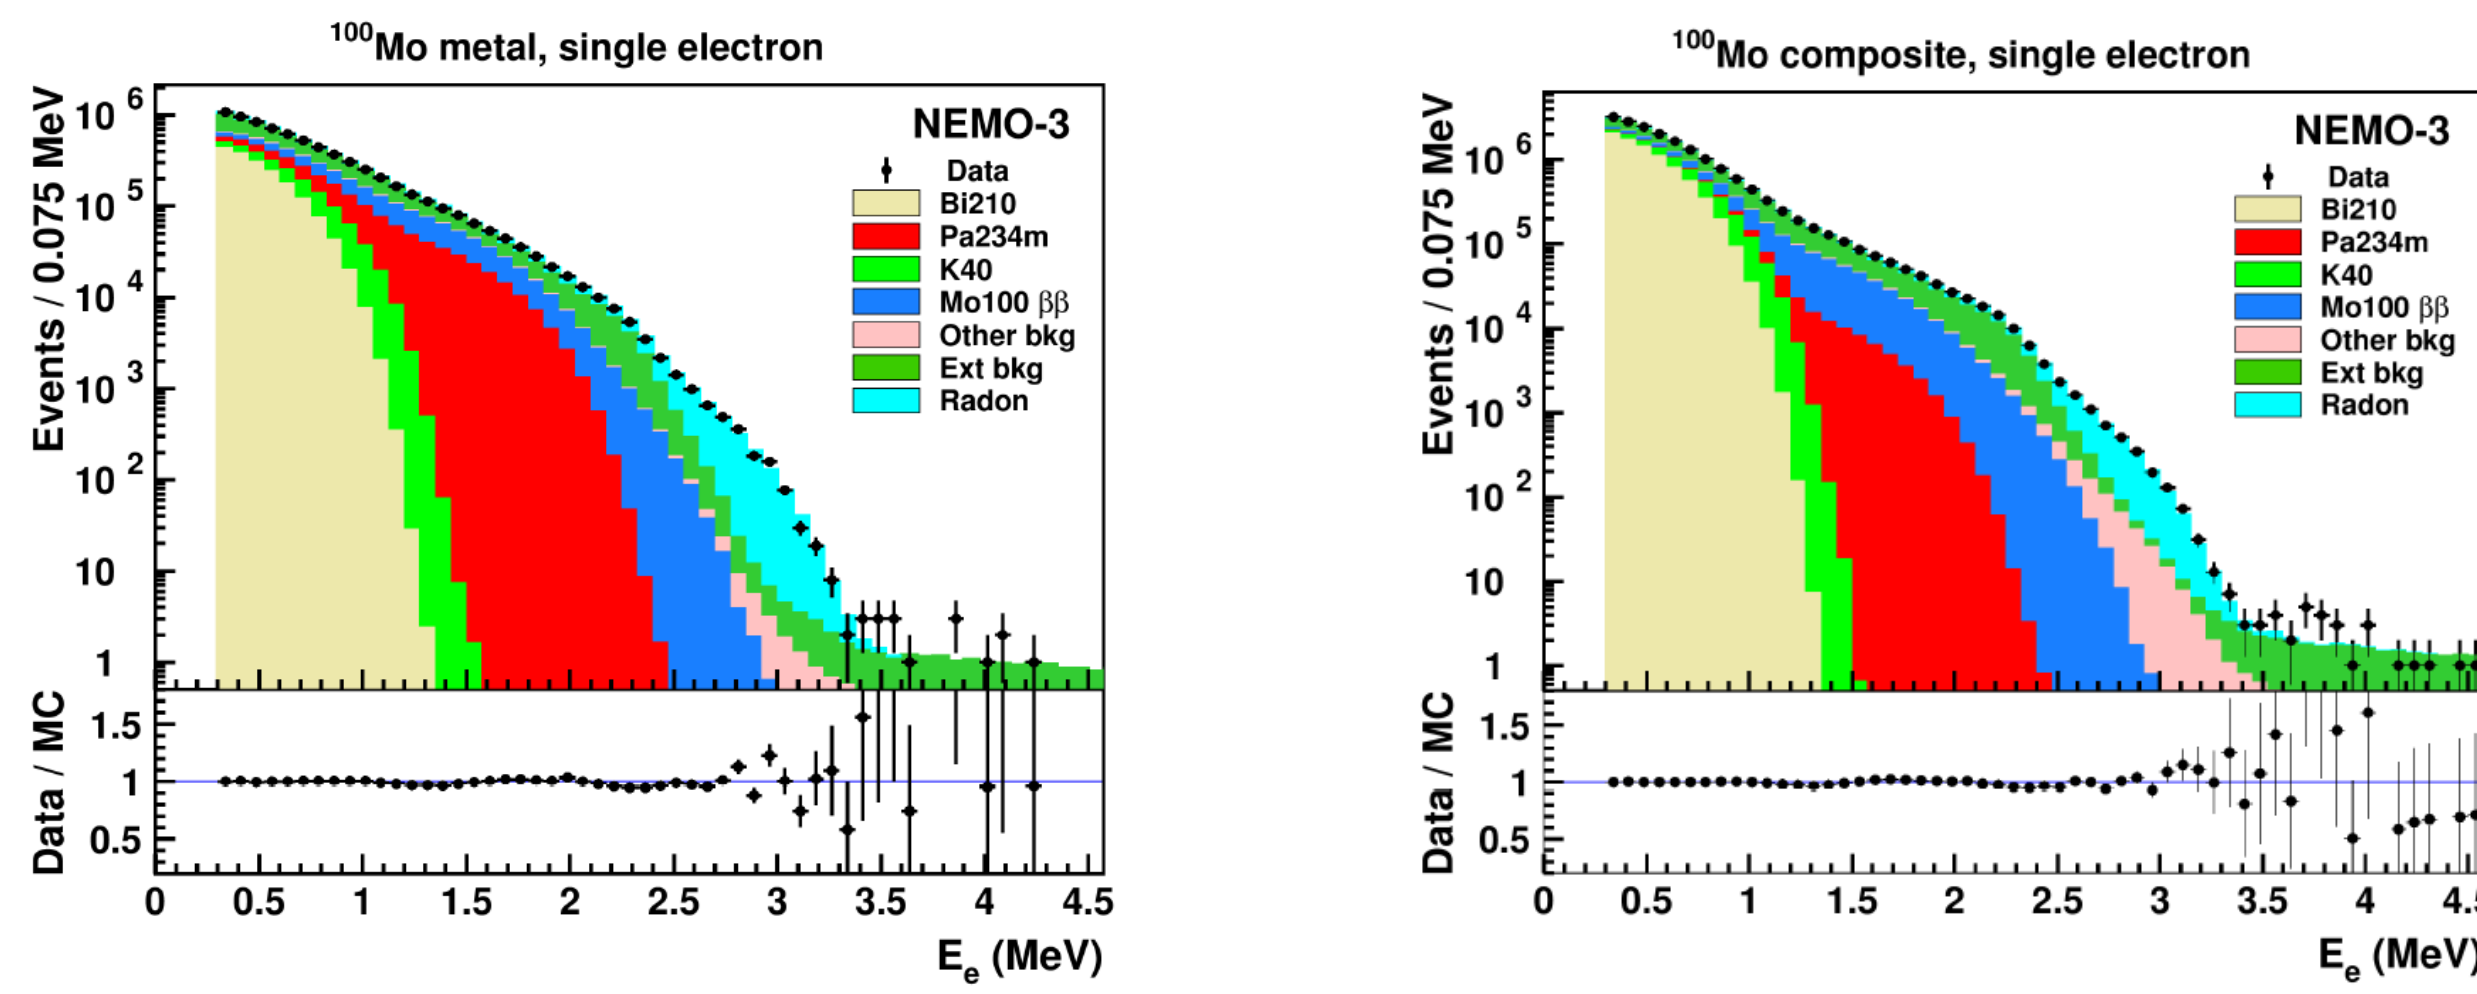 ¹⁰⁰Mo metal, single electron
Events / 0.075 MeV
10⁶
10⁵
10⁴
10³
10²
10
1
NEMO-3
Data
Bi210
Pa234m
K40
Mo100 ββ
Other bkg
Ext bkg
Radon
Data / MC
1.5
1
0.5
0 0.5 1 1.5 2 2.5 3 3.5 4 4.5
Eₑ (MeV)
¹⁰⁰Mo composite, single electron
Events / 0.075 MeV
10⁶
10⁵
10⁴
10³
10²
10
1
NEMO-3
Data
Bi210
Pa234m
K40
Mo100 ββ
Other bkg
Ext bkg
Radon
Data / MC
1.5
1
0.5
0 0.5 1 1.5 2 2.5 3 3.5 4
Eₑ (MeV)